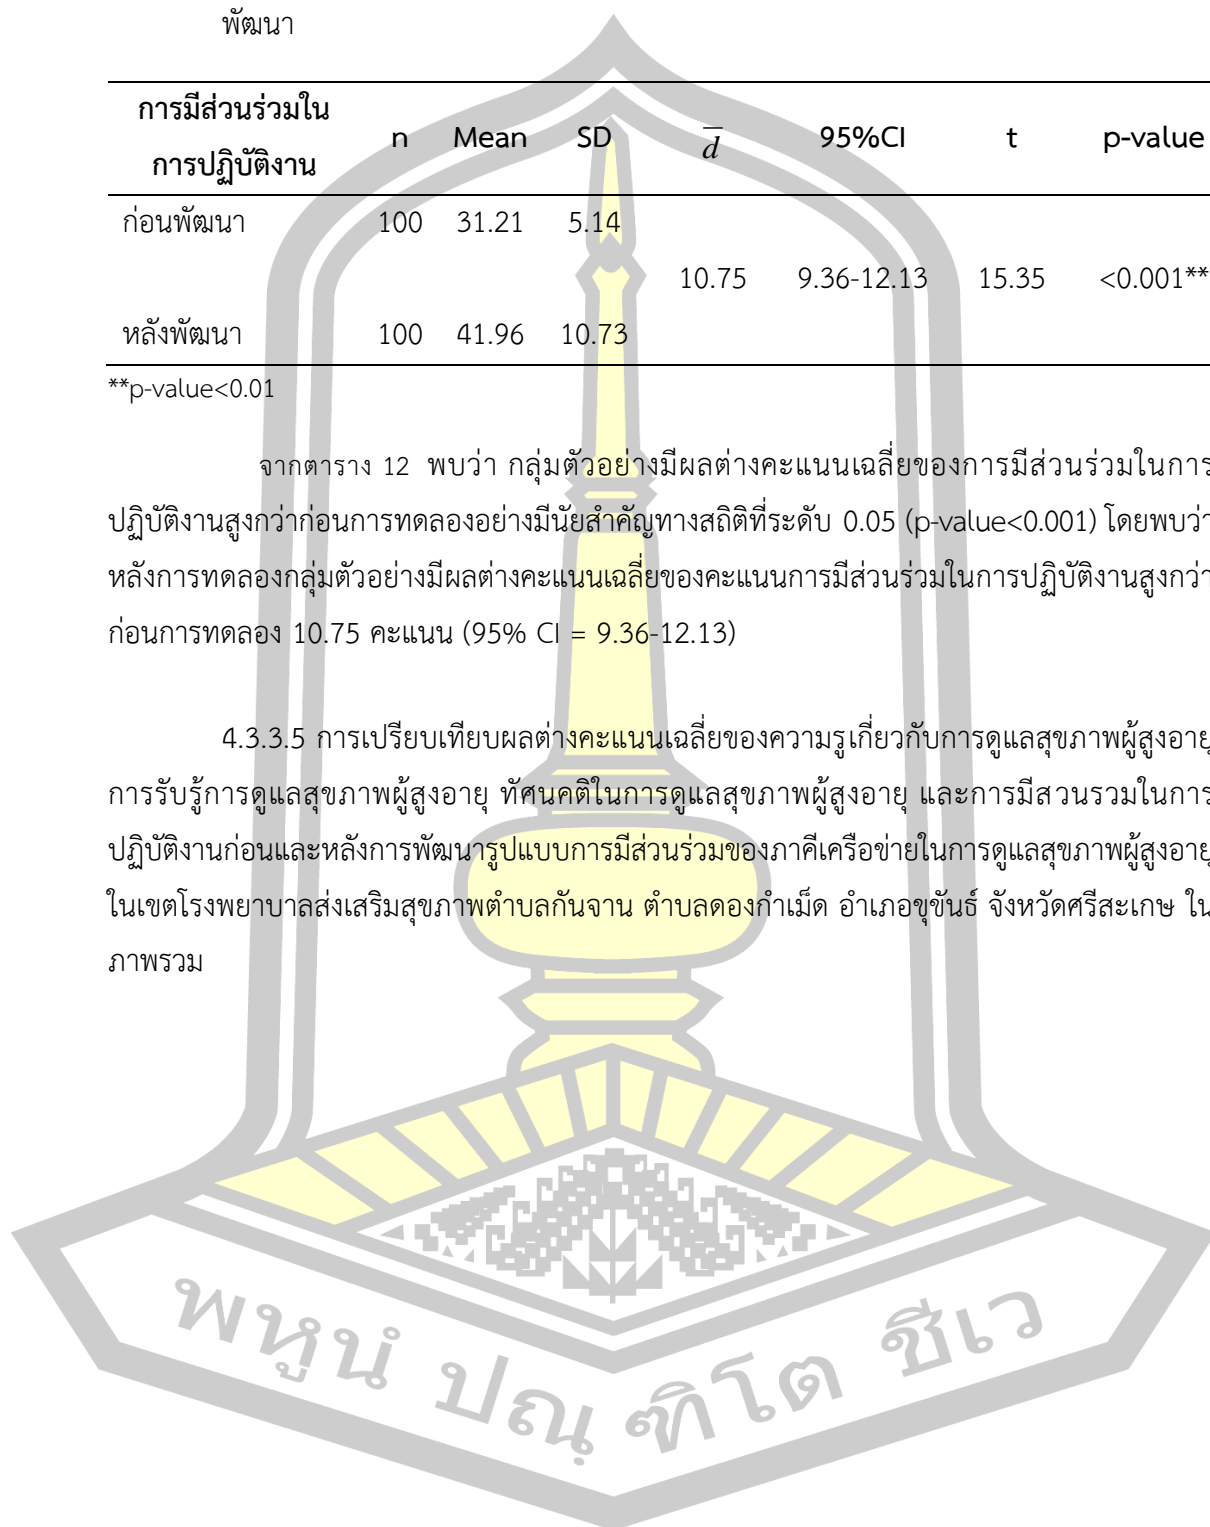 พัฒนา
การมีส่วนร่วมใน
การปฏิบัติงาน n Mean SD d̅ 95%CI t p-value
ก่อนพัฒนา 100 31.21 5.14
10.75 9.36-12.13 15.35 <0.001**
หลังพัฒนา 100 41.96 10.73
**p-value<0.01
จากตาราง 12 พบว่า กลุ่มตัวอย่างมีผลต่างคะแนนเฉลี่ยของการมีส่วนร่วมในการ
ปฏิบัติงานสูงกว่าก่อนการทดลองอย่างมีนัยสำคัญทางสถิติที่ระดับ 0.05 (p-value<0.001) โดยพบว่า
หลังการทดลองกลุ่มตัวอย่างมีผลต่างคะแนนเฉลี่ยของคะแนนการมีส่วนร่วมในการปฏิบัติงานสูงกว่า
ก่อนการทดลอง 10.75 คะแนน (95% CI = 9.36-12.13)
4.3.3.5 การเปรียบเทียบผลต่างคะแนนเฉลี่ยของความรูเกี่ยวกับการดูแลสุขภาพผู้สูงอายุ
การรับรู้การดูแลสุขภาพผู้สูงอายุ ทัศนคติในการดูแลสุขภาพผู้สูงอายุ และการมีสวนรวมในการ
ปฏิบัติงานก่อนและหลังการพัฒนารูปแบบการมีส่วนร่วมของภาคีเครือข่ายในการดูแลสุขภาพผู้สูงอายุ
ในเขตโรงพยาบาลส่งเสริมสุขภาพตำบลกันจาน ตำบลดองกำเม็ด อำเภอขุขันธ์ จังหวัดศรีสะเกษ ใน
ภาพรวม
พหูนํ ปณฺฑิโต ชีเว